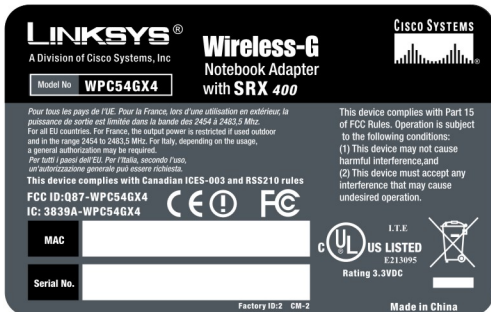 LINKSYS®
A Division of Cisco Systems, Inc
Model No WPC54GX4
Wireless-G
Notebook Adapter
with SRX 400
CISCO SYSTEMS
Pour tous les pays de l'UE. Pour la France, lors d'une utilisation en extérieur, la
puissance de sortie est limitée dans la bande des 2454 à 2483,5 Mhz.
For all EU countries. For France, the output power is restricted if used outdoor
and in the range 2454 to 2483,5 MHz. For Italy, depending on the usage,
a general authorization may be required.
Per tutti i paesi dell'EU. Per l'Italia, secondo l'uso,
un'autorizzazione generale può essere richiesta.
This device complies with Canadian ICES-003 and RSS210 rules
FCC ID:Q87-WPC54GX4
IC: 3839A-WPC54GX4
CE FC
This device complies with Part 15
of FCC Rules. Operation is subject
to the following conditions:
(1) This device may not cause
harmful interference,and
(2) This device must accept any
interference that may cause
undesired operation.
MAC
Serial No.
C UL US LISTED
I.T.E
E213095
Rating 3.3VDC
Factory ID:2 CM-2
Made in China